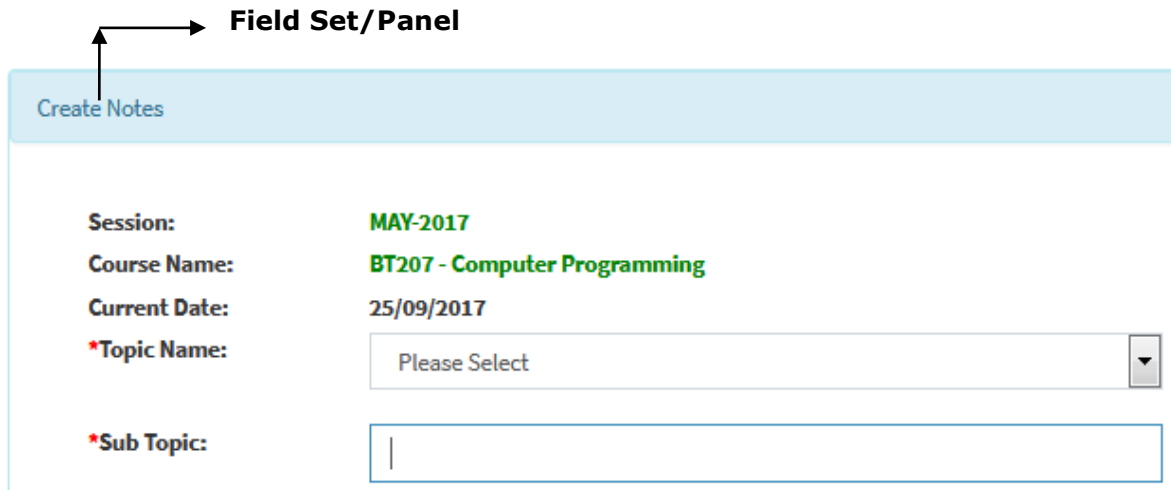 Field Set/Panel
Create Notes
Session: MAY-2017
Course Name: BT207 - Computer Programming
Current Date: 25/09/2017
*Topic Name: Please Select
*Sub Topic: